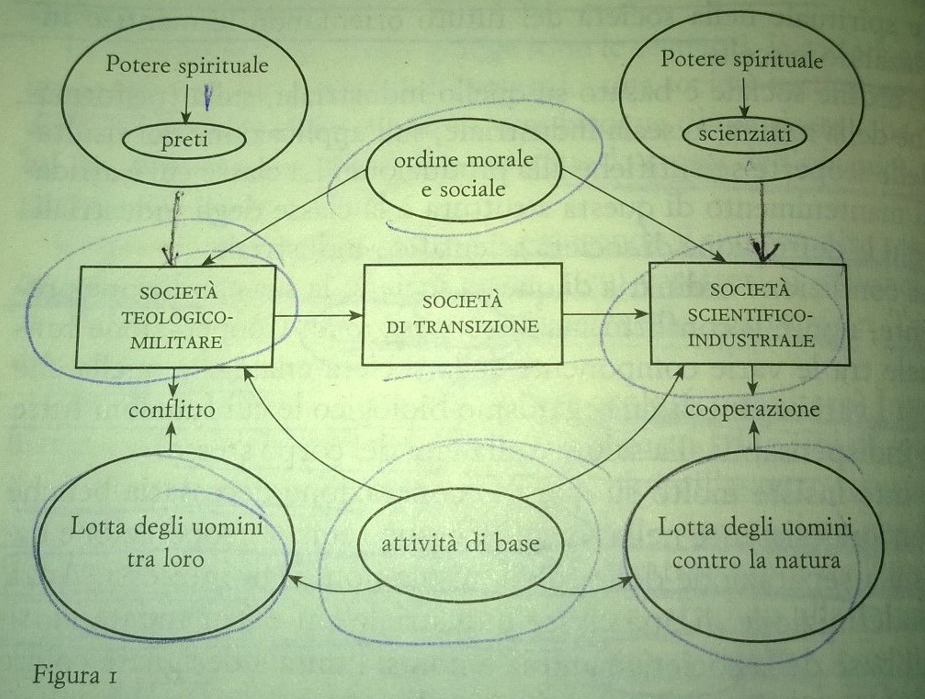 Potere spirituale
preti
Potere spirituale
scienziati
ordine morale
e sociale
SOCIETÀ
TEOLOGICO-
MILITARE
SOCIETÀ
DI TRANSIZIONE
SOCIETÀ
SCIENTIFICO-
INDUSTRIALE
conflitto
cooperazione
Lotta degli uomini
tra loro
attività di base
Lotta degli uomini
contro la natura
Figura 1